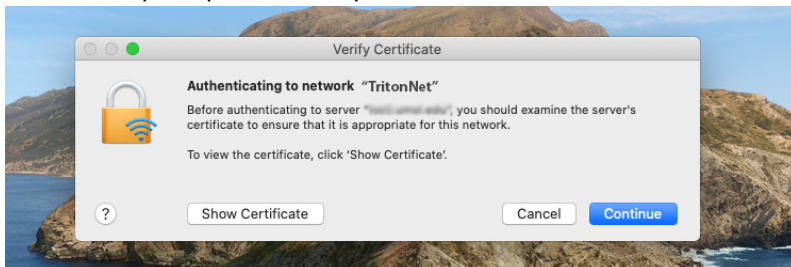 Verify Certificate
Authenticating to network “TritonNet”
Before authenticating to server you should examine the server's
certificate to ensure that it is appropriate for this network.
To view the certificate, click ‘Show Certificate’.
?
Show Certificate
Cancel
Continue